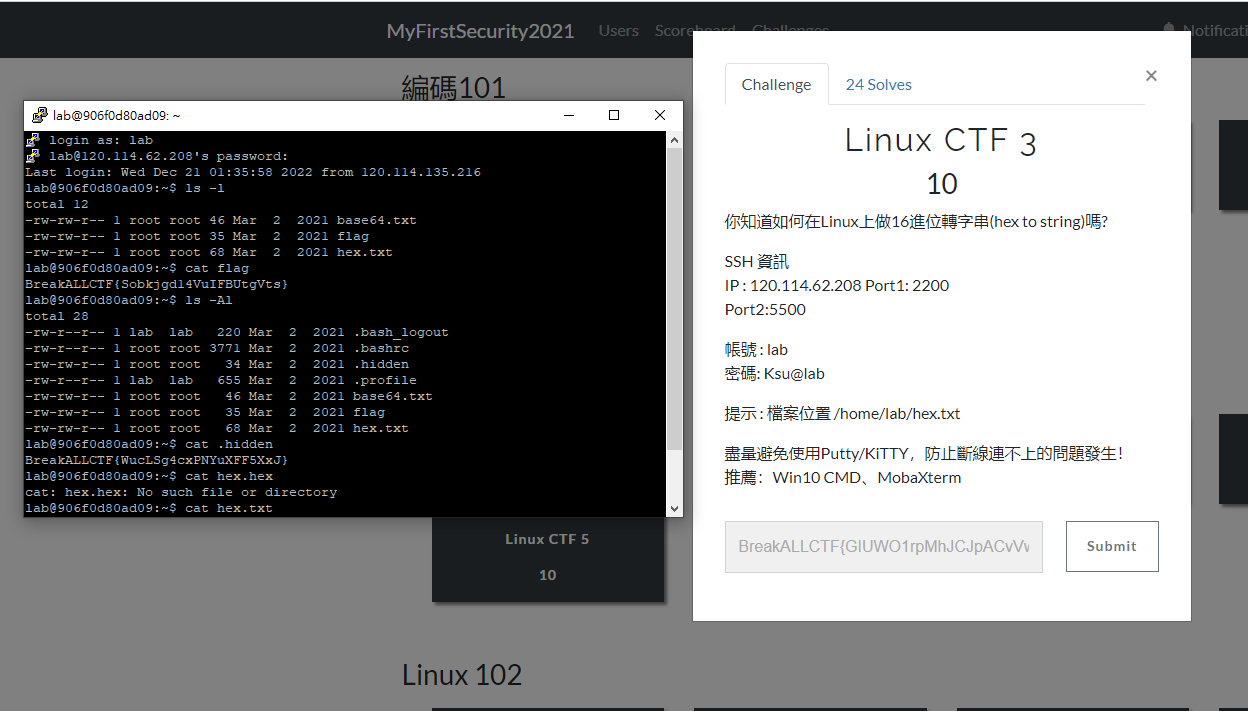 MyFirstSecurity2021 Users Scoreboard Challenges
編碼101
lab@906f0d80ad09: ~
login as: lab
lab@120.114.62.208's password:
Last login: Wed Dec 21 01:35:58 2022 from 120.114.135.216
lab@906f0d80ad09:~$ ls -l
total 12
-rw-rw-r-- 1 root root 46 Mar 2 2021 base64.txt
-rw-rw-r-- 1 root root 35 Mar 2 2021 flag
-rw-rw-r-- 1 root root 68 Mar 2 2021 hex.txt
lab@906f0d80ad09:~$ cat flag
BreakALLCTF{Sobkjgdl4VuIFBUtgVts}
lab@906f0d80ad09:~$ ls -Al
total 28
-rw-r--r-- 1 lab lab 220 Mar 2 2021 .bash_logout
-rw-rw-r-- 1 root root 3771 Mar 2 2021 .bashrc
-rw-rw-r-- 1 root root 34 Mar 2 2021 .hidden
-rw-r--r-- 1 lab lab 655 Mar 2 2021 .profile
-rw-rw-r-- 1 root root 46 Mar 2 2021 base64.txt
-rw-rw-r-- 1 root root 35 Mar 2 2021 flag
-rw-rw-r-- 1 root root 68 Mar 2 2021 hex.txt
lab@906f0d80ad09:~$ cat .hidden
BreakALLCTF{WucLSg4cxPNYuXFF5XxJ}
lab@906f0d80ad09:~$ cat hex.hex
cat: hex.hex: No such file or directory
lab@906f0d80ad09:~$ cat hex.txt
Linux CTF 5
10
Linux 102
Challenge
24 Solves
×
Linux CTF 3
10
你知道如何在Linux上做16進位轉字串(hex to string)嗎?
SSH 資訊
IP : 120.114.62.208 Port1: 2200
Port2:5500
帳號 : lab
密碼: Ksu@lab
提示 : 檔案位置 /home/lab/hex.txt
盡量避免使用Putty/KiTTY，防止斷線連不上的問題發生!
推薦：Win10 CMD、MobaXterm
Submit